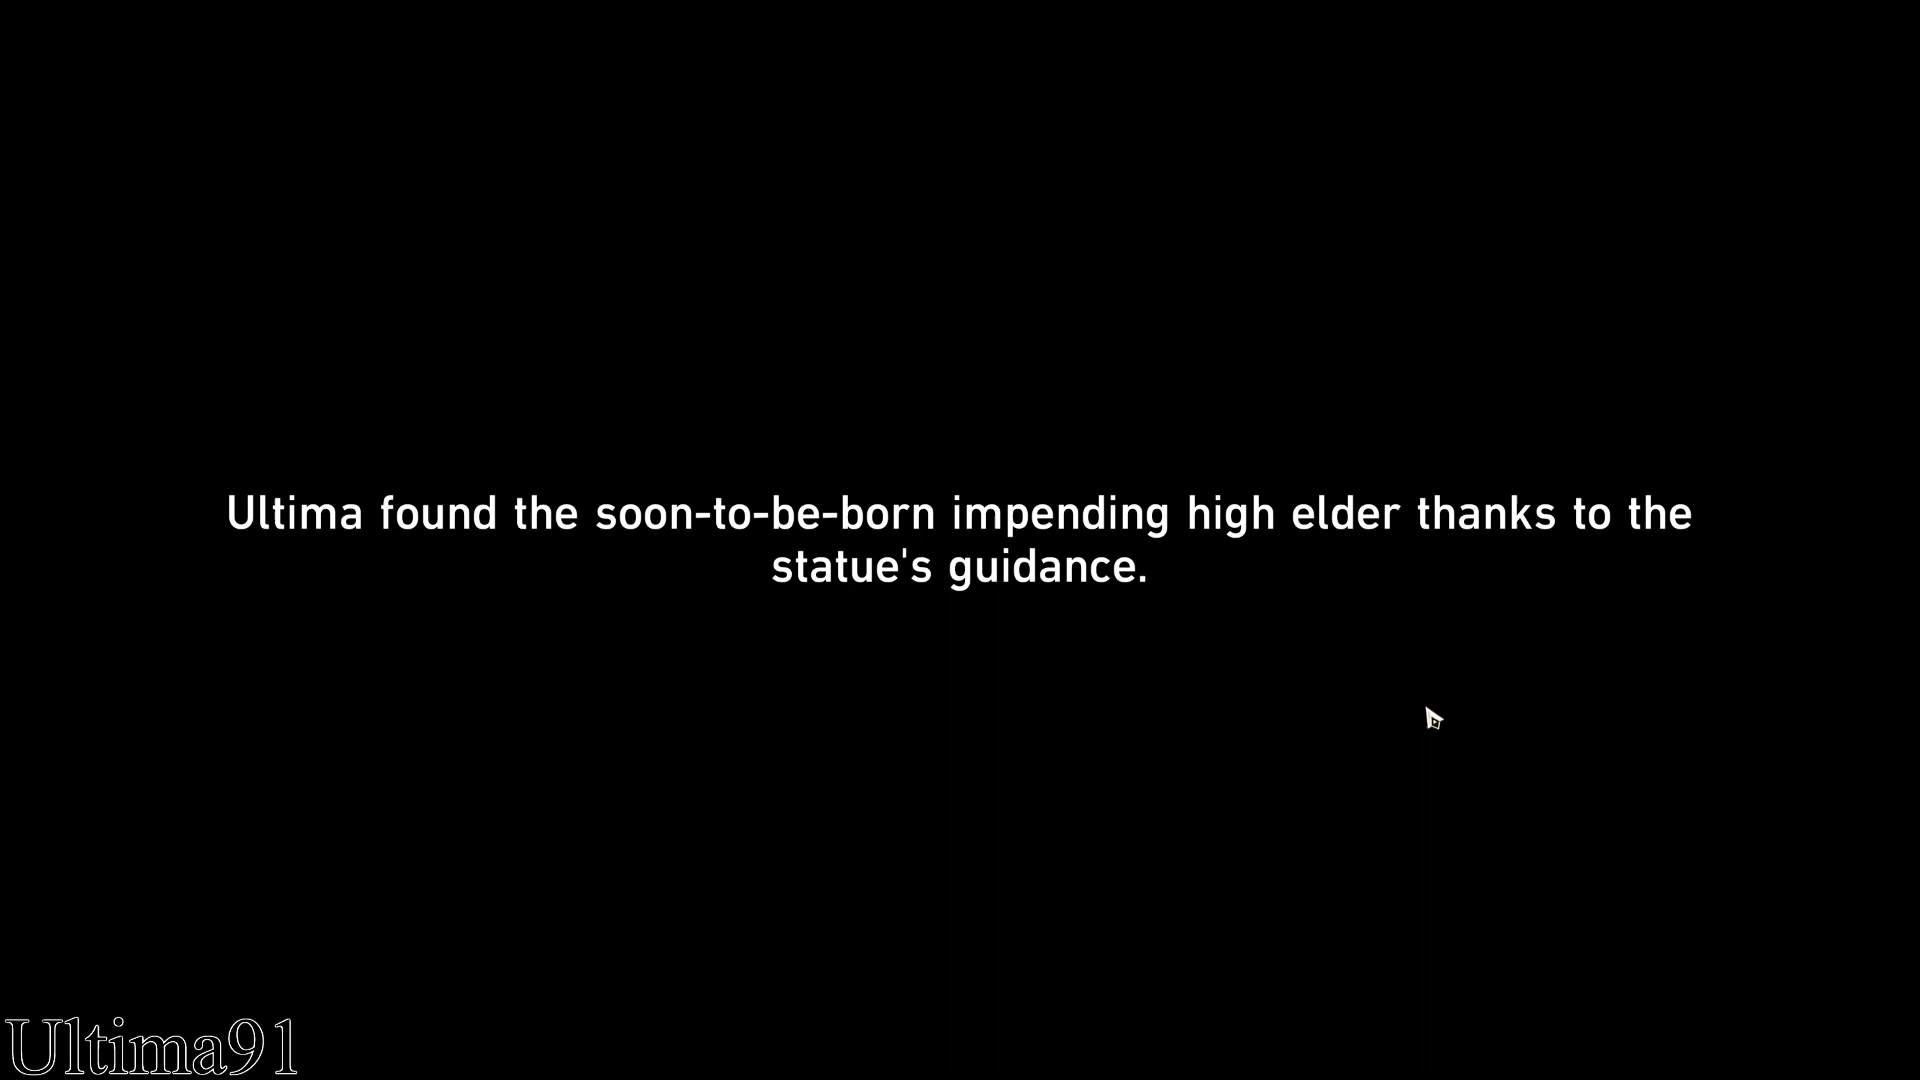 Ultima found the soon-to-be-born impending high elder thanks to the
statue's guidance.
Ultima91